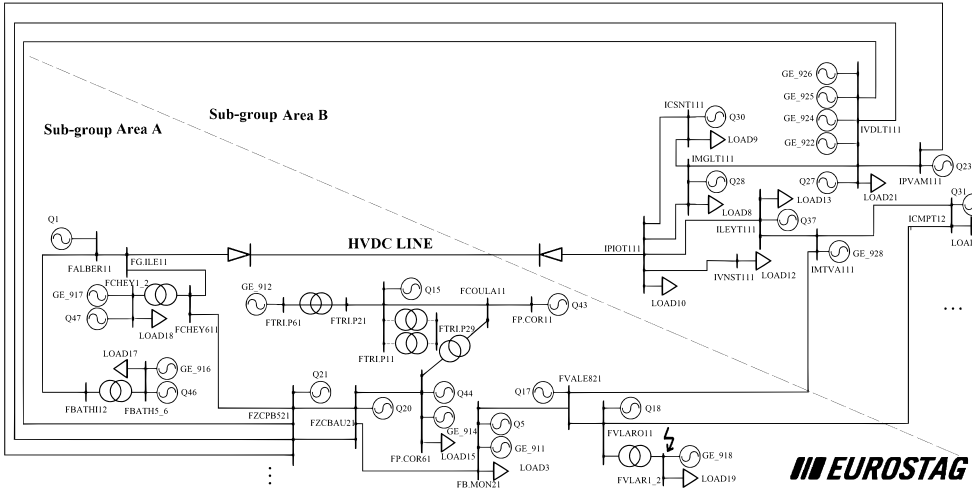 GE_926
GE_925
GE_924
GE_922
IVDLT111
ICSNT111
Q30
LOAD9
IMGLT111
Q28
LOAD8
Q27
LOAD21
IPVAM111
Q23
Sub-group Area B
Sub-group Area A
LOAD13
Q37
ILEYT111
Q31
ICMPT12
IPIOT111
IVNST111
LOAD12
IMTVA111
GE_928
LOAD10
Q1
FALBER11
FG.ILE11
HVDC LINE
FCHEY1_2
GE_917
Q47
LOAD18
FCHEY611
GE_912
FTRI.P61
FTRI.P21
Q15
FTRI.P11
FTRI.P29
FCOULA11
Q43
FP.COR11
...
LOAD17
GE_916
Q46
FBATHI12
FBATH5_6
Q21
FZCPB521
FZCBAU21
Q20
Q44
GE_914
LOAD15
FP.COR61
Q17
FVALE821
Q5
GE_911
LOAD3
FB.MON21
Q18
FVLARO11
GE_918
FVLAR1_2
LOAD19
EUROSTAG